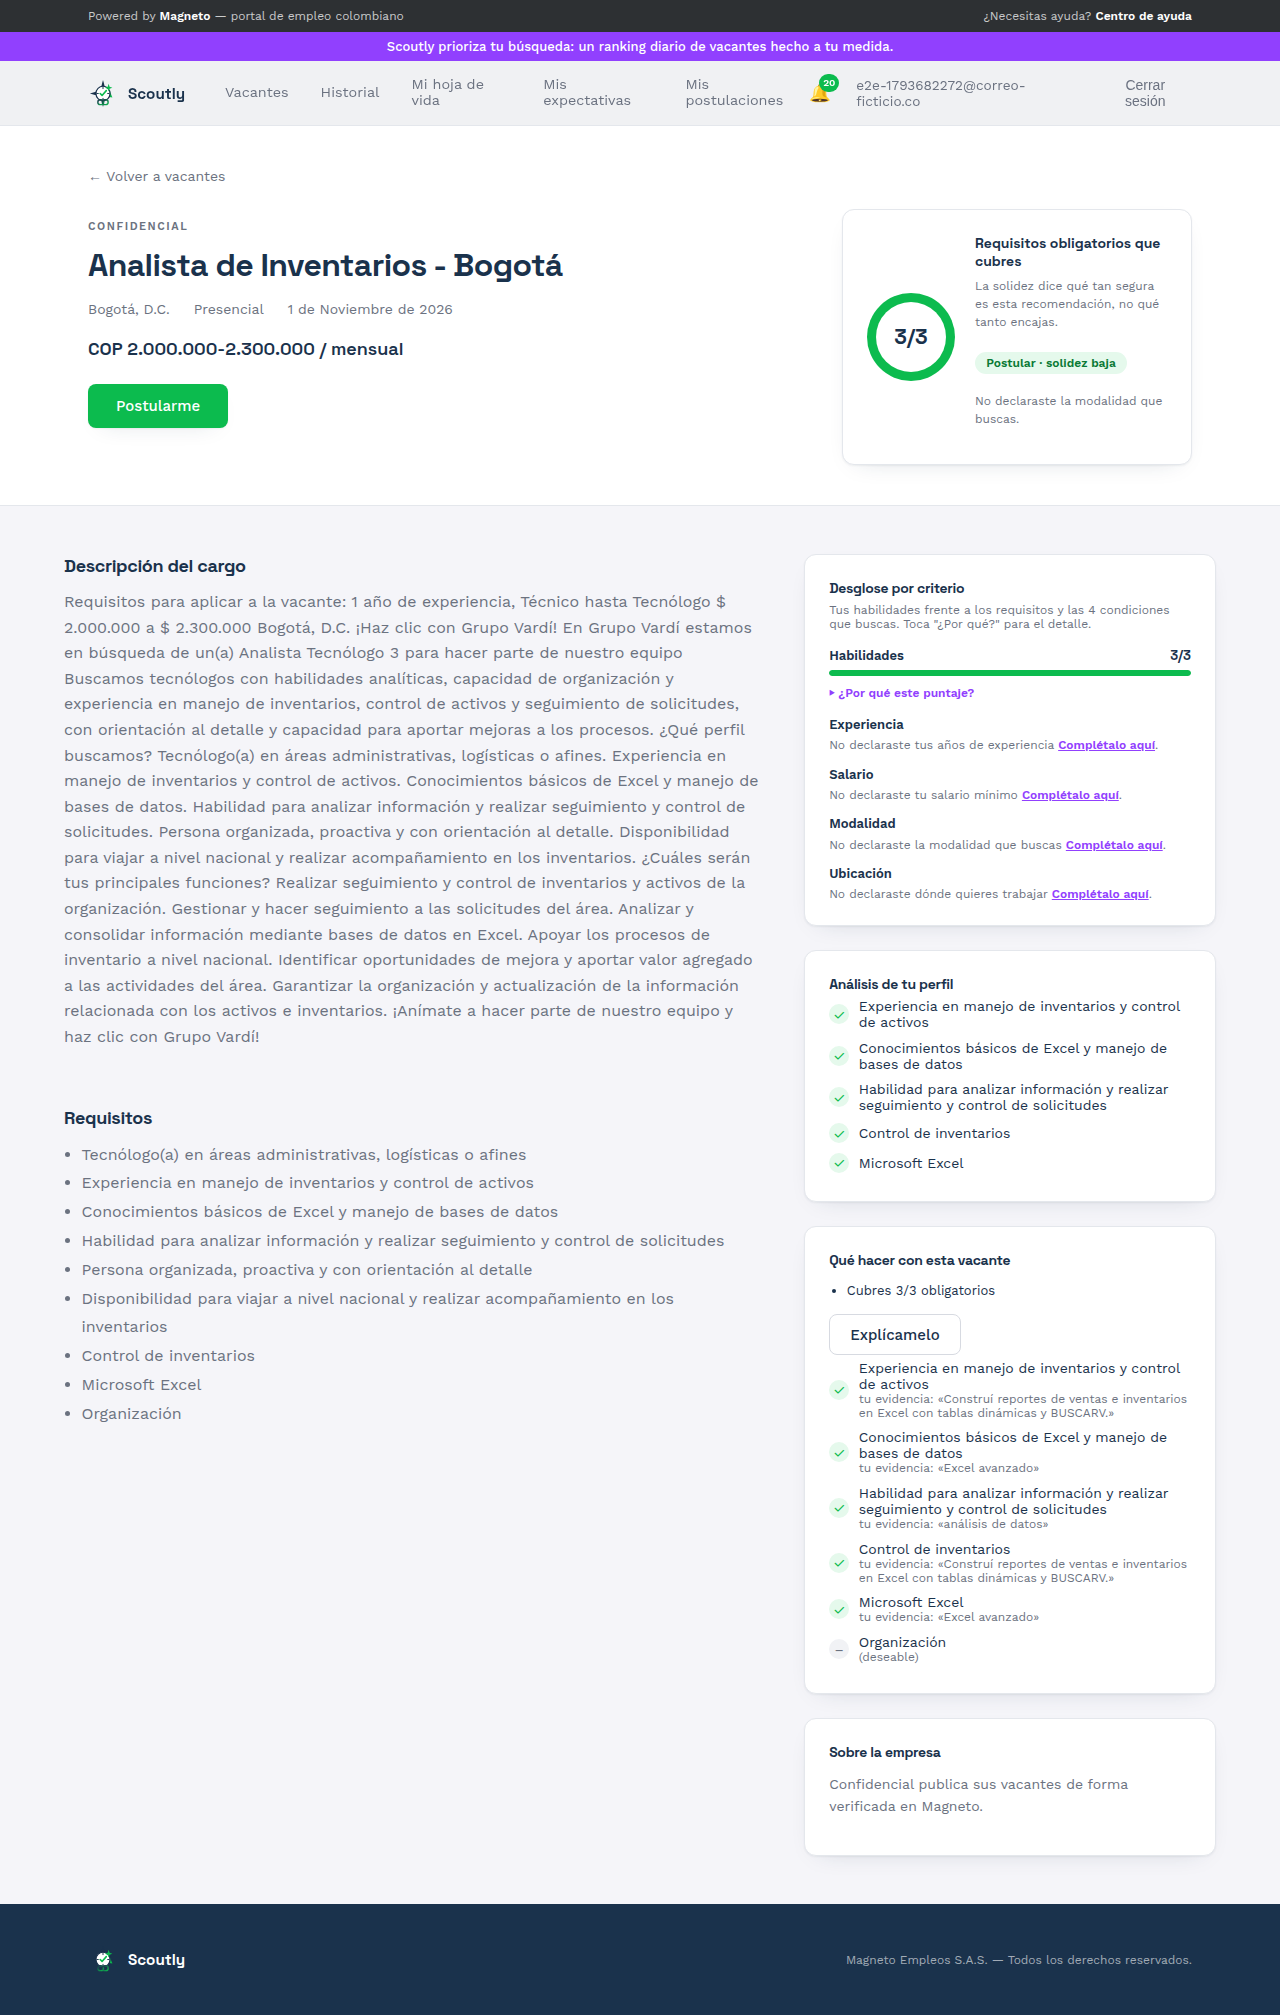 Powered by Magneto — portal de empleo colombiano
¿Necesitas ayuda? Centro de ayuda
Scoutly prioriza tu búsqueda: un ranking diario de vacantes hecho a tu medida.
Scoutly
Vacantes
Historial
Mi hoja de
vida
Mis
expectativas
Mis
postulaciones
20
e2e-1793682272@correo-
ficticio.co
Cerrar
sesión
← Volver a vacantes
CONFIDENCIAL
Analista de Inventarios - Bogotá
Bogotá, D.C. Presencial 1 de Noviembre de 2026
COP 2.000.000-2.300.000 / mensual
Postularme
3/3
Requisitos obligatorios que
cubres
La solidez dice qué tan segura
es esta recomendación, no qué
tanto encajas.
Postular · solidez baja
No declaraste la modalidad que
buscas.
Descripción del cargo
Requisitos para aplicar a la vacante: 1 año de experiencia, Técnico hasta Tecnólogo $
2.000.000 a $ 2.300.000 Bogotá, D.C. ¡Haz clic con Grupo Vardí! En Grupo Vardí estamos
en búsqueda de un(a) Analista Tecnólogo 3 para hacer parte de nuestro equipo
Buscamos tecnólogos con habilidades analíticas, capacidad de organización y
experiencia en manejo de inventarios, control de activos y seguimiento de solicitudes,
con orientación al detalle y capacidad para aportar mejoras a los procesos. ¿Qué perfil
buscamos? Tecnólogo(a) en áreas administrativas, logísticas o afines. Experiencia en
manejo de inventarios y control de activos. Conocimientos básicos de Excel y manejo de
bases de datos. Habilidad para analizar información y realizar seguimiento y control de
solicitudes. Persona organizada, proactiva y con orientación al detalle. Disponibilidad
para viajar a nivel nacional y realizar acompañamiento en los inventarios. ¿Cuáles serán
tus principales funciones? Realizar seguimiento y control de inventarios y activos de la
organización. Gestionar y hacer seguimiento a las solicitudes del área. Analizar y
consolidar información mediante bases de datos en Excel. Apoyar los procesos de
inventario a nivel nacional. Identificar oportunidades de mejora y aportar valor agregado
a las actividades del área. Garantizar la organización y actualización de la información
relacionada con los activos e inventarios. ¡Anímate a hacer parte de nuestro equipo y
haz clic con Grupo Vardí!
Requisitos
• Tecnólogo(a) en áreas administrativas, logísticas o afines
• Experiencia en manejo de inventarios y control de activos
• Conocimientos básicos de Excel y manejo de bases de datos
• Habilidad para analizar información y realizar seguimiento y control de solicitudes
• Persona organizada, proactiva y con orientación al detalle
• Disponibilidad para viajar a nivel nacional y realizar acompañamiento en los
inventarios
• Control de inventarios
• Microsoft Excel
• Organización
Desglose por criterio
Tus habilidades frente a los requisitos y las 4 condiciones
que buscas. Toca "¿Por qué?" para el detalle.
Habilidades 3/3
▸ ¿Por qué este puntaje?
Experiencia
No declaraste tus años de experiencia Complétalo aquí.
Salario
No declaraste tu salario mínimo Complétalo aquí.
Modalidad
No declaraste la modalidad que buscas Complétalo aquí.
Ubicación
No declaraste dónde quieres trabajar Complétalo aquí.
Análisis de tu perfil
Experiencia en manejo de inventarios y control
de activos
Conocimientos básicos de Excel y manejo de
bases de datos
Habilidad para analizar información y realizar
seguimiento y control de solicitudes
Control de inventarios
Microsoft Excel
Qué hacer con esta vacante
• Cubres 3/3 obligatorios
Explícamelo
Experiencia en manejo de inventarios y control
de activos
tu evidencia: «Construí reportes de ventas e inventarios
en Excel con tablas dinámicas y BUSCARV.»
Conocimientos básicos de Excel y manejo de
bases de datos
tu evidencia: «Excel avanzado»
Habilidad para analizar información y realizar
seguimiento y control de solicitudes
tu evidencia: «análisis de datos»
Control de inventarios
tu evidencia: «Construí reportes de ventas e inventarios
en Excel con tablas dinámicas y BUSCARV.»
Microsoft Excel
tu evidencia: «Excel avanzado»
– Organización
(deseable)
Sobre la empresa
Confidencial publica sus vacantes de forma
verificada en Magneto.
Scoutly
Magneto Empleos S.A.S. — Todos los derechos reservados.